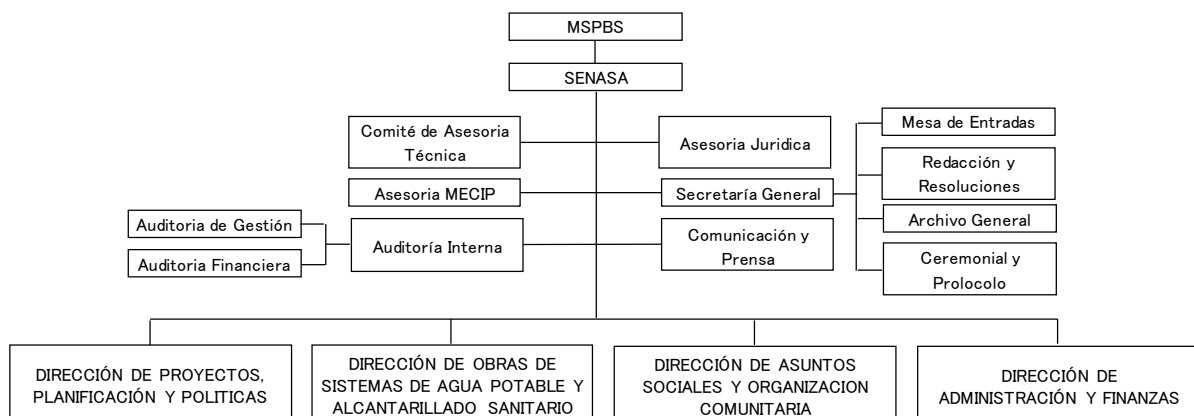 MSPBS
SENASA
Comité de Asesoria
Técnica
Asesoria Juridica
Mesa de Entradas
Redacción y
Resoluciones
Asesoria MECIP
Secretaría General
Archivo General
Auditoria de Gestión
Auditoria Financiera
Auditoría Interna
Comunicación y
Prensa
Ceremonial y
Prolocolo
DIRECCIÓN DE PROYECTOS,
PLANIFICACIÓN Y POLITICAS
DIRECCIÓN DE OBRAS DE
SISTEMAS DE AGUA POTABLE Y
ALCANTARILLADO SANITARIO
DIRECCIÓN DE ASUNTOS
SOCIALES Y ORGANIZACION
COMUNITARIA
DIRECCIÓN DE
ADMINISTRACIÓN Y FINANZAS